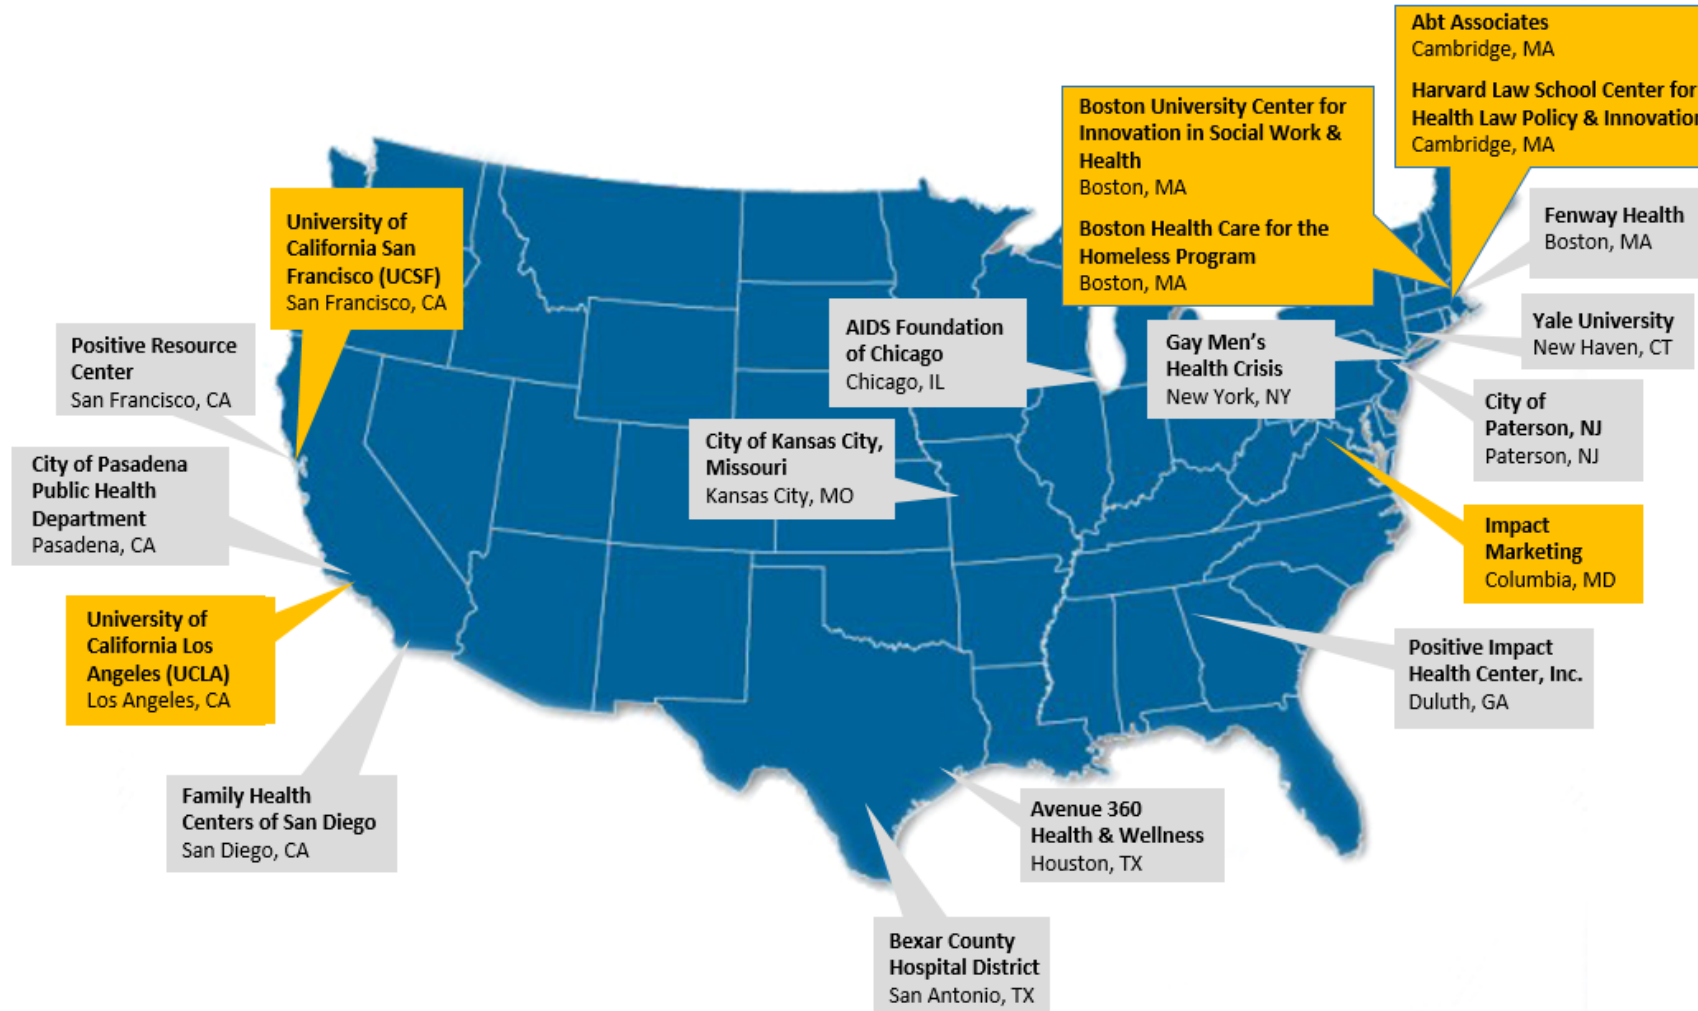 Abt Associates
Cambridge, MA
Harvard Law School Center for
Health Law Policy & Innovation
Cambridge, MA
Boston University Center for
Innovation in Social Work &
Health
Boston, MA
Boston Health Care for the
Homeless Program
Boston, MA
University of
California San
Francisco (UCSF)
San Francisco, CA
Fenway Health
Boston, MA
Positive Resource
Center
San Francisco, CA
AIDS Foundation
of Chicago
Chicago, IL
Gay Men's
Health Crisis
New York, NY
Yale University
New Haven, CT
City of
Paterson, NJ
Paterson, NJ
City of Kansas City,
Missouri
Kansas City, MO
City of Pasadena
Public Health
Department
Pasadena, CA
Impact
Marketing
Columbia, MD
University of
California Los
Angeles (UCLA)
Los Angeles, CA
Positive Impact
Health Center, Inc.
Duluth, GA
Family Health
Centers of San Diego
San Diego, CA
Avenue 360
Health & Wellness
Houston, TX
Bexar County
Hospital District
San Antonio, TX